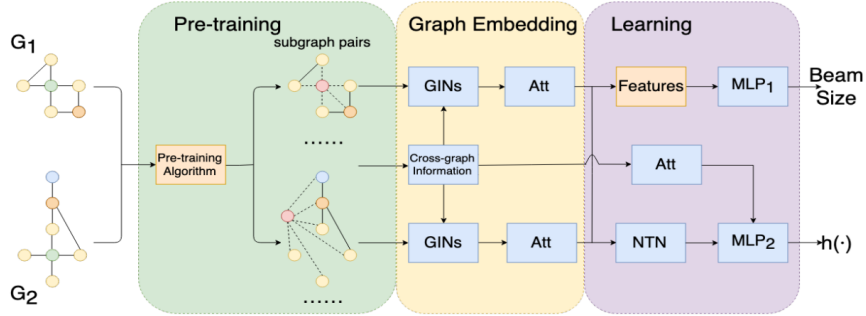 Pre-training
Graph Embedding
Learning
G1
subgraph pairs
GINs
Att
Features
MLP1
Beam
Size
......
Pre-training
Algorithm
Cross-graph
Information
Att
GINs
Att
NTN
MLP2
h(·)
G2
......